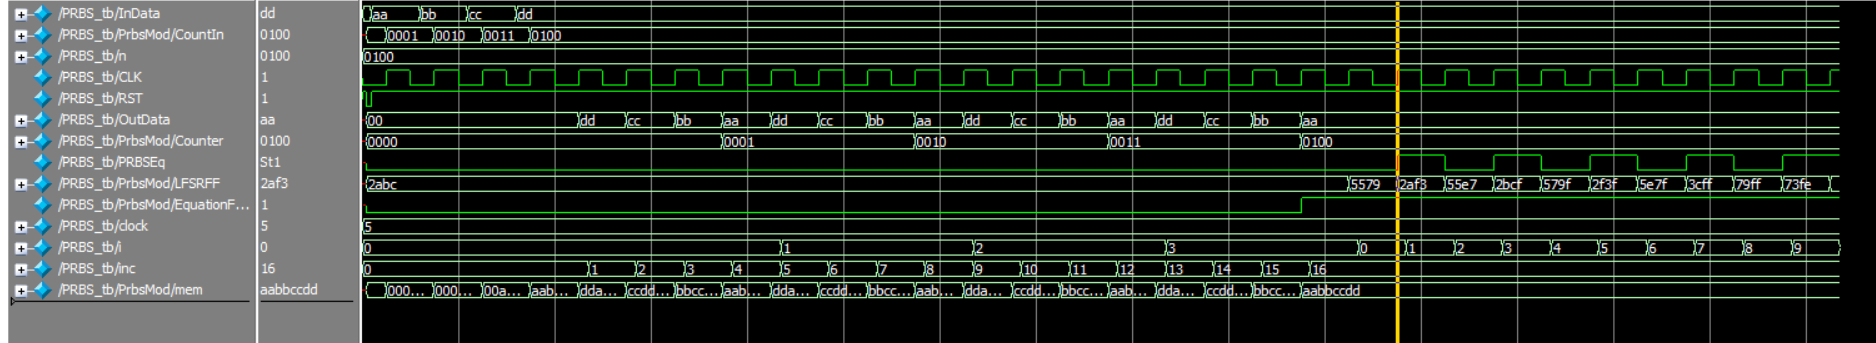 /PRBS_tb/InData dd aa bb cc dd
/PRBS_tb/PrbsMod/CountIn 0100 0001 0010 0011 0100
/PRBS_tb/n 0100 0100
/PRBS_tb/CLK 1
/PRBS_tb/RST 1
/PRBS_tb/OutData aa 00 dd cc bb aa dd cc bb aa dd cc bb aa dd cc bb aa
/PRBS_tb/PrbsMod/Counter 0100 0000 0001 0010 0011 0100
/PRBS_tb/PRBSEq St1
/PRBS_tb/PrbsMod/LFSRFF 2af3 2abc 5579 2af3 55e7 2bcf 579f 2f3f 5e7f 3cff 79ff 73fe
/PRBS_tb/PrbsMod/EquationF... 1
/PRBS_tb/clock 5 5
/PRBS_tb/i 0 0 1 2 3 0 1 2 3 4 5 6 7 8 9
/PRBS_tb/inc 16 0 1 2 3 4 5 6 7 8 9 10 11 12 13 14 15 16
/PRBS_tb/PrbsMod/mem aabbccdd 000... 000... 00a... aab... dda... ccdd... bbcc... aab... dda... ccdd... bbcc... aab... dda... ccdd... bbcc... aab... dda... ccdd... bbcc... aabbccdd